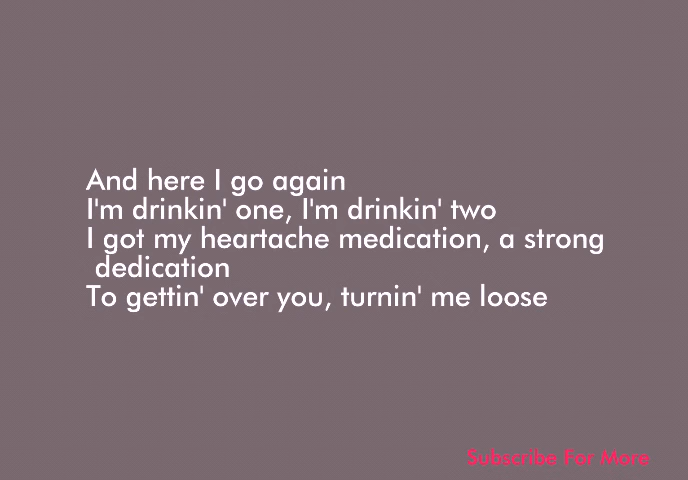 And here I go again
I'm drinkin' one, I'm drinkin' two
I got my heartache medication, a strong
dedication
To gettin' over you, turnin' me loose
Subscribe For More